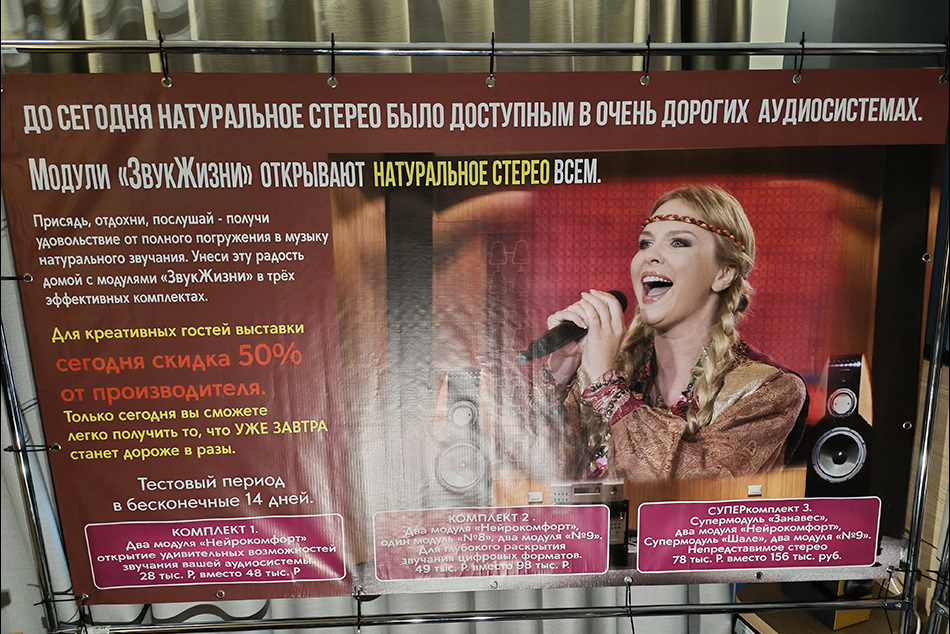 ДО СЕГОДНЯ НАТУРАЛЬНОЕ СТЕРЕО БЫЛО ДОСТУПНЫМ В ОЧЕНЬ ДОРОГИХ АУДИОСИСТЕМАХ.
МОДУЛИ «ЗВУКЖИЗНИ» ОТКРЫВАЮТ НАТУРАЛЬНОЕ СТЕРЕО ВСЕМ.
Присядь, отдохни, послушай - получи
удовольствие от полного погружения в музыку
натурального звучания. Унеси эту радость
домой с модулями «ЗвукЖизни» в трёх
эффективных комплектах.
Для креативных гостей выставки
сегодня скидка 50%
от производителя.
Только сегодня вы сможете
легко получить то, что УЖЕ ЗАВТРА
станет дороже в разы.
Тестовый период
в бесконечные 14 дней.
КОМПЛЕКТ 1.
Два модуля «Нейрокомфорт»
открытие удивительных возможностей
звучания вашей аудиосистемы.
28 тыс. Р, вместо 48 тыс. Р
КОМПЛЕКТ 2
Два модуля «Нейрокомфорт»,
один модуль «№8», два модуля «№9».
Для глубокого раскрытия
звучания цифровых форматов.
49 тыс. Р, вместо 98 тыс. Р
СУПЕРкомплект 3.
Супермодуль «Занавес»,
два модуля «Нейрокомфорт»,
Супермодуль «Шале», два модуля «№9».
Непредставимое стерео
78 тыс. Р, вместо 156 тыс. руб.